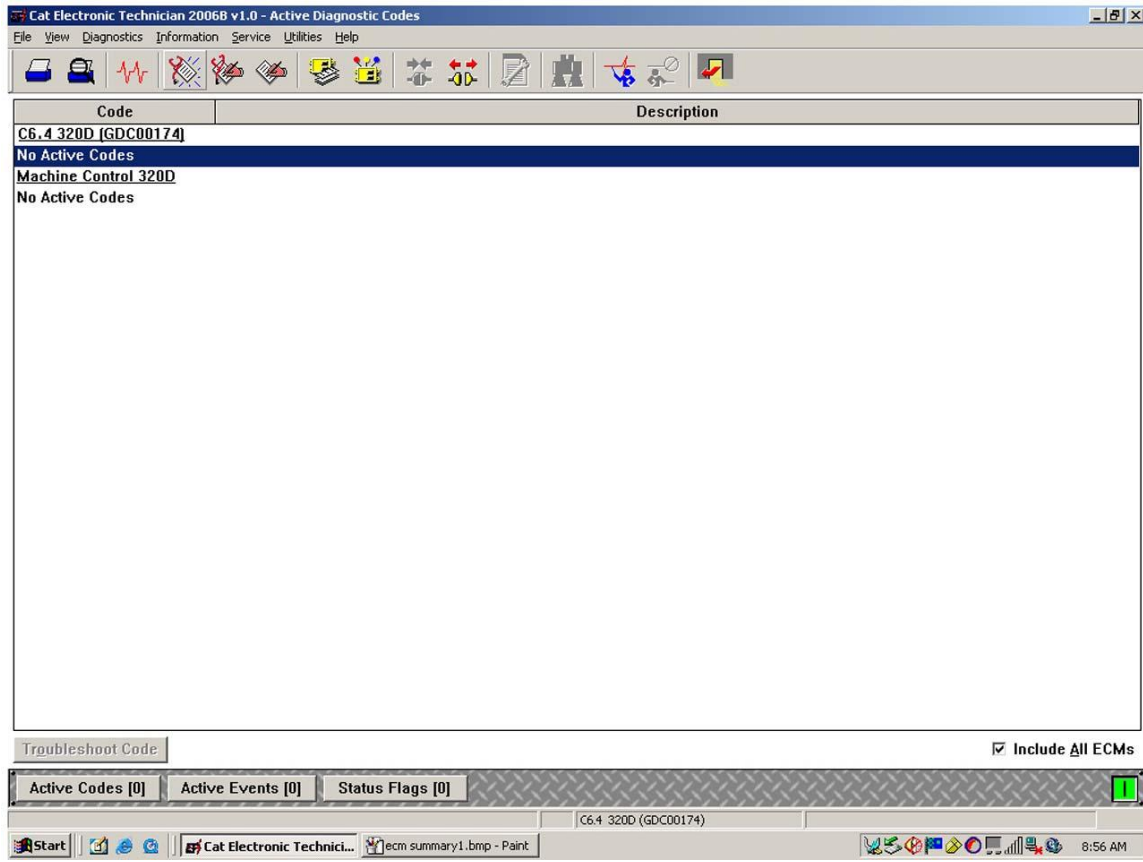 Cat Electronic Technician 2006B v1.0 - Active Diagnostic Codes
File View Diagnostics Information Service Utilities Help
Code Description
C6.4 320D (GDC00174)
No Active Codes
Machine Control 320D
No Active Codes
Troubleshoot Code Include All ECMs
Active Codes [0] Active Events [0] Status Flags [0]
C6.4 320D (GDC00174)
Start Cat Electronic Technici... ecm summary1.bmp - Paint 8:56 AM